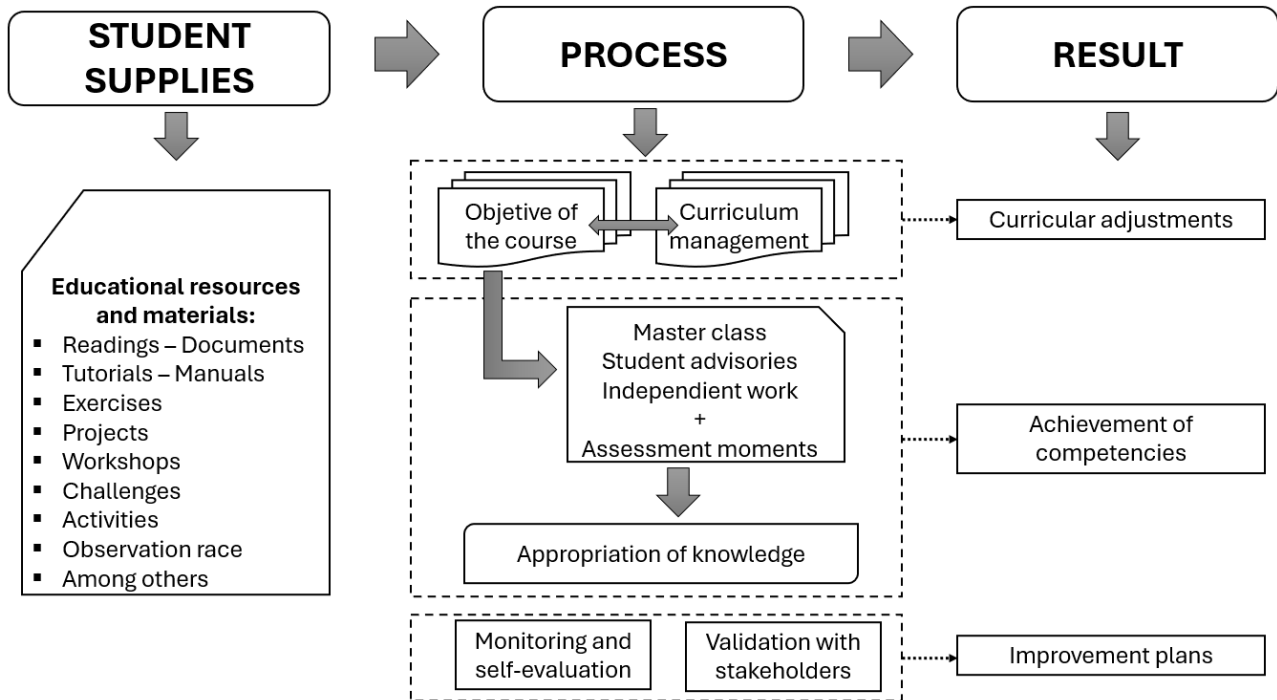 STUDENT
SUPPLIES
PROCESS
RESULT
Educational resources
and materials:
▪ Readings – Documents
▪ Tutorials – Manuals
▪ Exercises
▪ Projects
▪ Workshops
▪ Challenges
▪ Activities
▪ Observation race
▪ Among others
Objetive of
the course
Curriculum
management
Master class
Student advisories
Independent work
+
Assessment moments
Appropriation of knowledge
Monitoring and
self-evaluation
Validation with
stakeholders
Curricular adjustments
Achievement of
competencies
Improvement plans